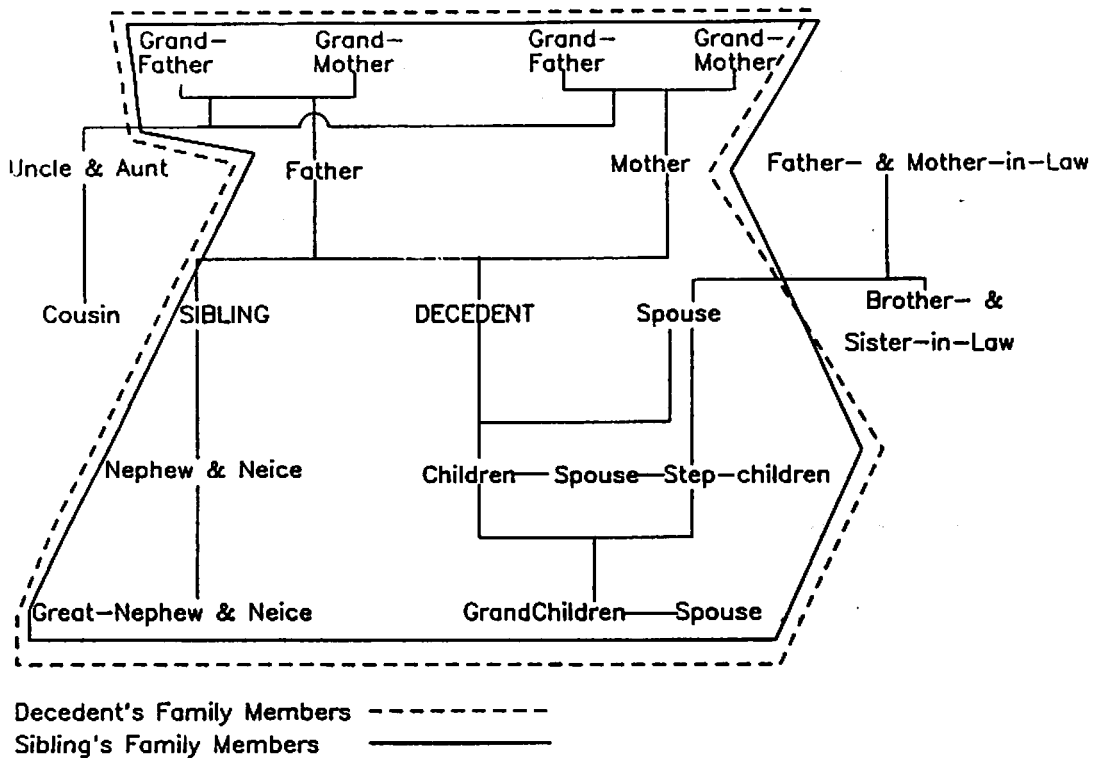 Grand- Grand- Grand- Grand-
Father Mother Father Mother
Uncle & Aunt Father Mother Father- & Mother-in-Law
Cousin SIBLING DECEDENT Spouse Brother- &
Sister-in-Law
Nephew & Neice Children Spouse Step-children
Great-Nephew & Neice GrandChildren Spouse
Decedent's Family Members
Sibling's Family Members